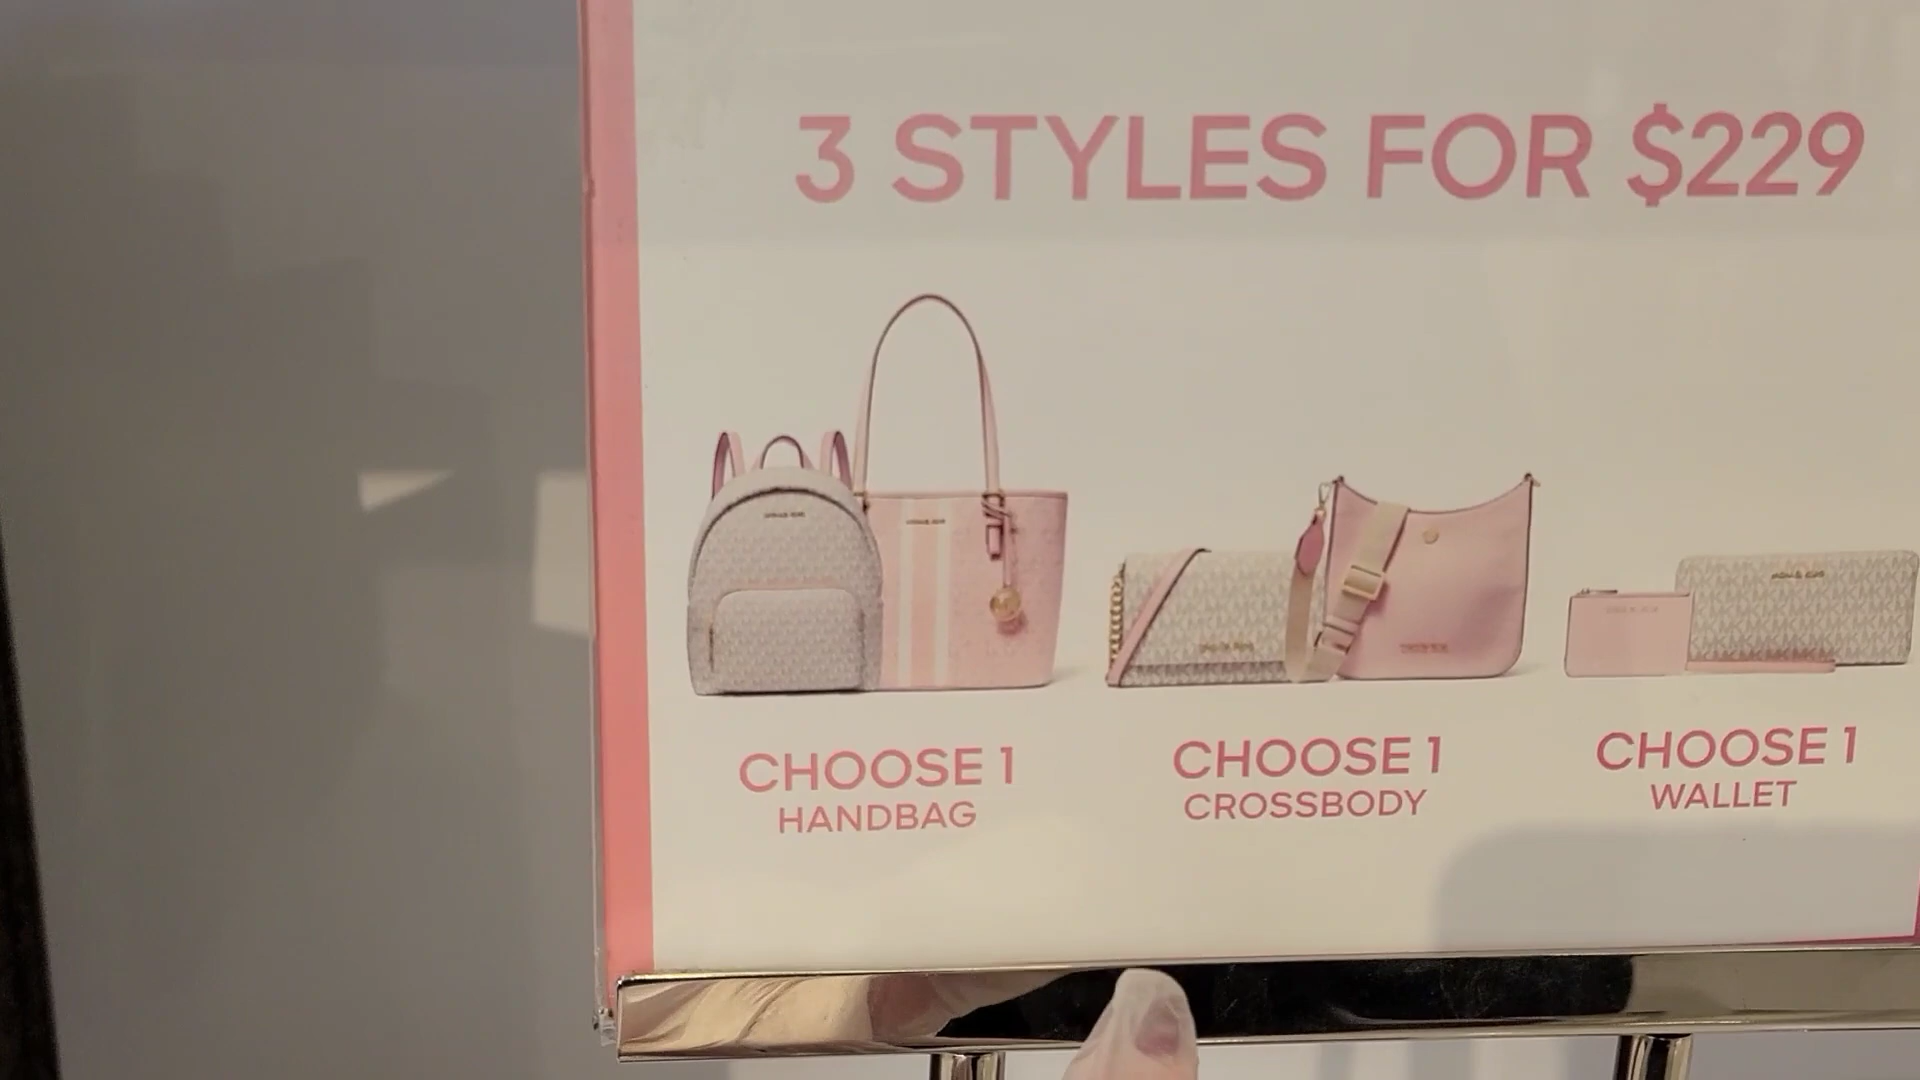 3 STYLES FOR $229
CHOOSE 1
HANDBAG
CHOOSE 1
CROSSBODY
CHOOSE 1
WALLET